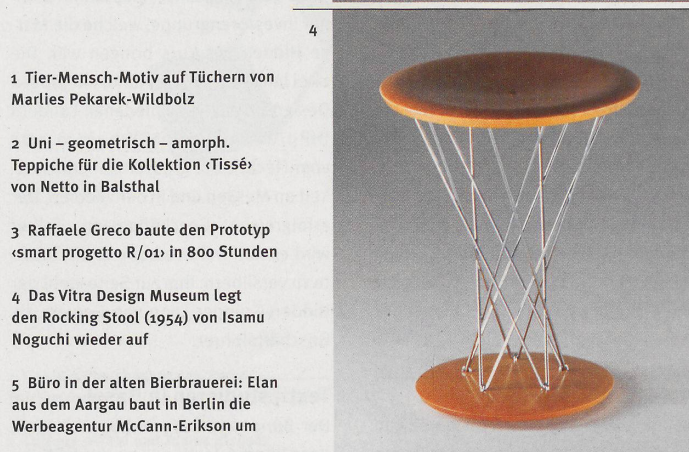 4
1 Tier-Mensch-Motiv auf Tüchern von
Marlies Pekarek-Wildbolz
2 Uni – geometrisch – amorph.
Teppiche für die Kollektion ‹Tissé›
von Netto in Balsthal
3 Raffaele Greco baute den Prototyp
‹smart progetto R/01› in 800 Stunden
4 Das Vitra Design Museum legt
den Rocking Stool (1954) von Isamu
Noguchi wieder auf
5 Büro in der alten Bierbrauerei: Elan
aus dem Aargau baut in Berlin die
Werbeagentur McCann-Erikson um